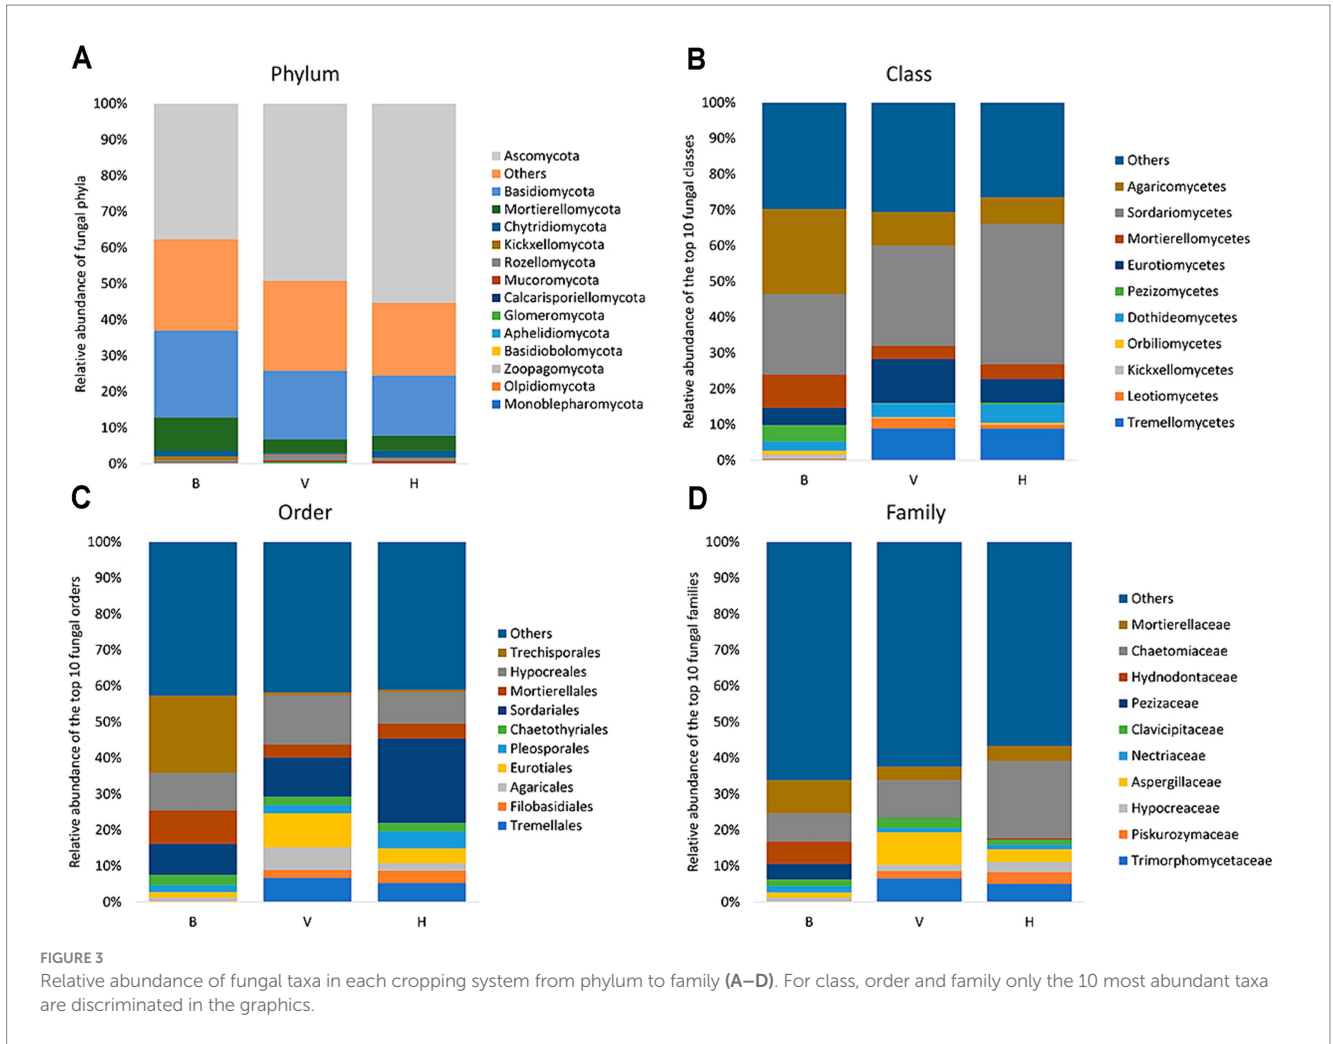 A
Phylum
Relative abundance of fungal phyla
100%
90%
80%
70%
60%
50%
40%
30%
20%
10%
0%
B V H
Ascomycota
Others
Basidiomycota
Mortierellomycota
Chytridiomycota
Kickxellomycota
Rozellomycota
Mucoromycota
Calcarisporiellomycota
Glomeromycota
Aphelidiomycota
Basidiobolomycota
Zoopagomycota
Olpidiomycota
Monoblepharomycota
B
Class
Relative abundance of the top 10 fungal classes
100%
90%
80%
70%
60%
50%
40%
30%
20%
10%
0%
B V H
Others
Agaricomycetes
Sordariomycetes
Mortierellomycetes
Eurotiomycetes
Pezizomycetes
Dothideomycetes
Orbiliomycetes
Kickxellomycetes
Leotiomycetes
Tremellomycetes
C
Order
Relative abundance of the top 10 fungal orders
100%
90%
80%
70%
60%
50%
40%
30%
20%
10%
0%
B V H
Others
Trechisporales
Hypocreales
Mortierellales
Sordariales
Chaetothyriales
Pleosporales
Eurotiales
Agaricales
Filobasidiales
Tremellales
D
Family
Relative abundance of the top 10 fungal families
100%
90%
80%
70%
60%
50%
40%
30%
20%
10%
0%
B V H
Others
Mortierellaceae
Chaetomiaceae
Hydnodontaceae
Pezizaceae
Clavicipitaceae
Nectriaceae
Aspergillaceae
Hypocreaceae
Piskurozymaceae
Trimorphomycetaceae
FIGURE 3
Relative abundance of fungal taxa in each cropping system from phylum to family (A–D). For class, order and family only the 10 most abundant taxa
are discriminated in the graphics.